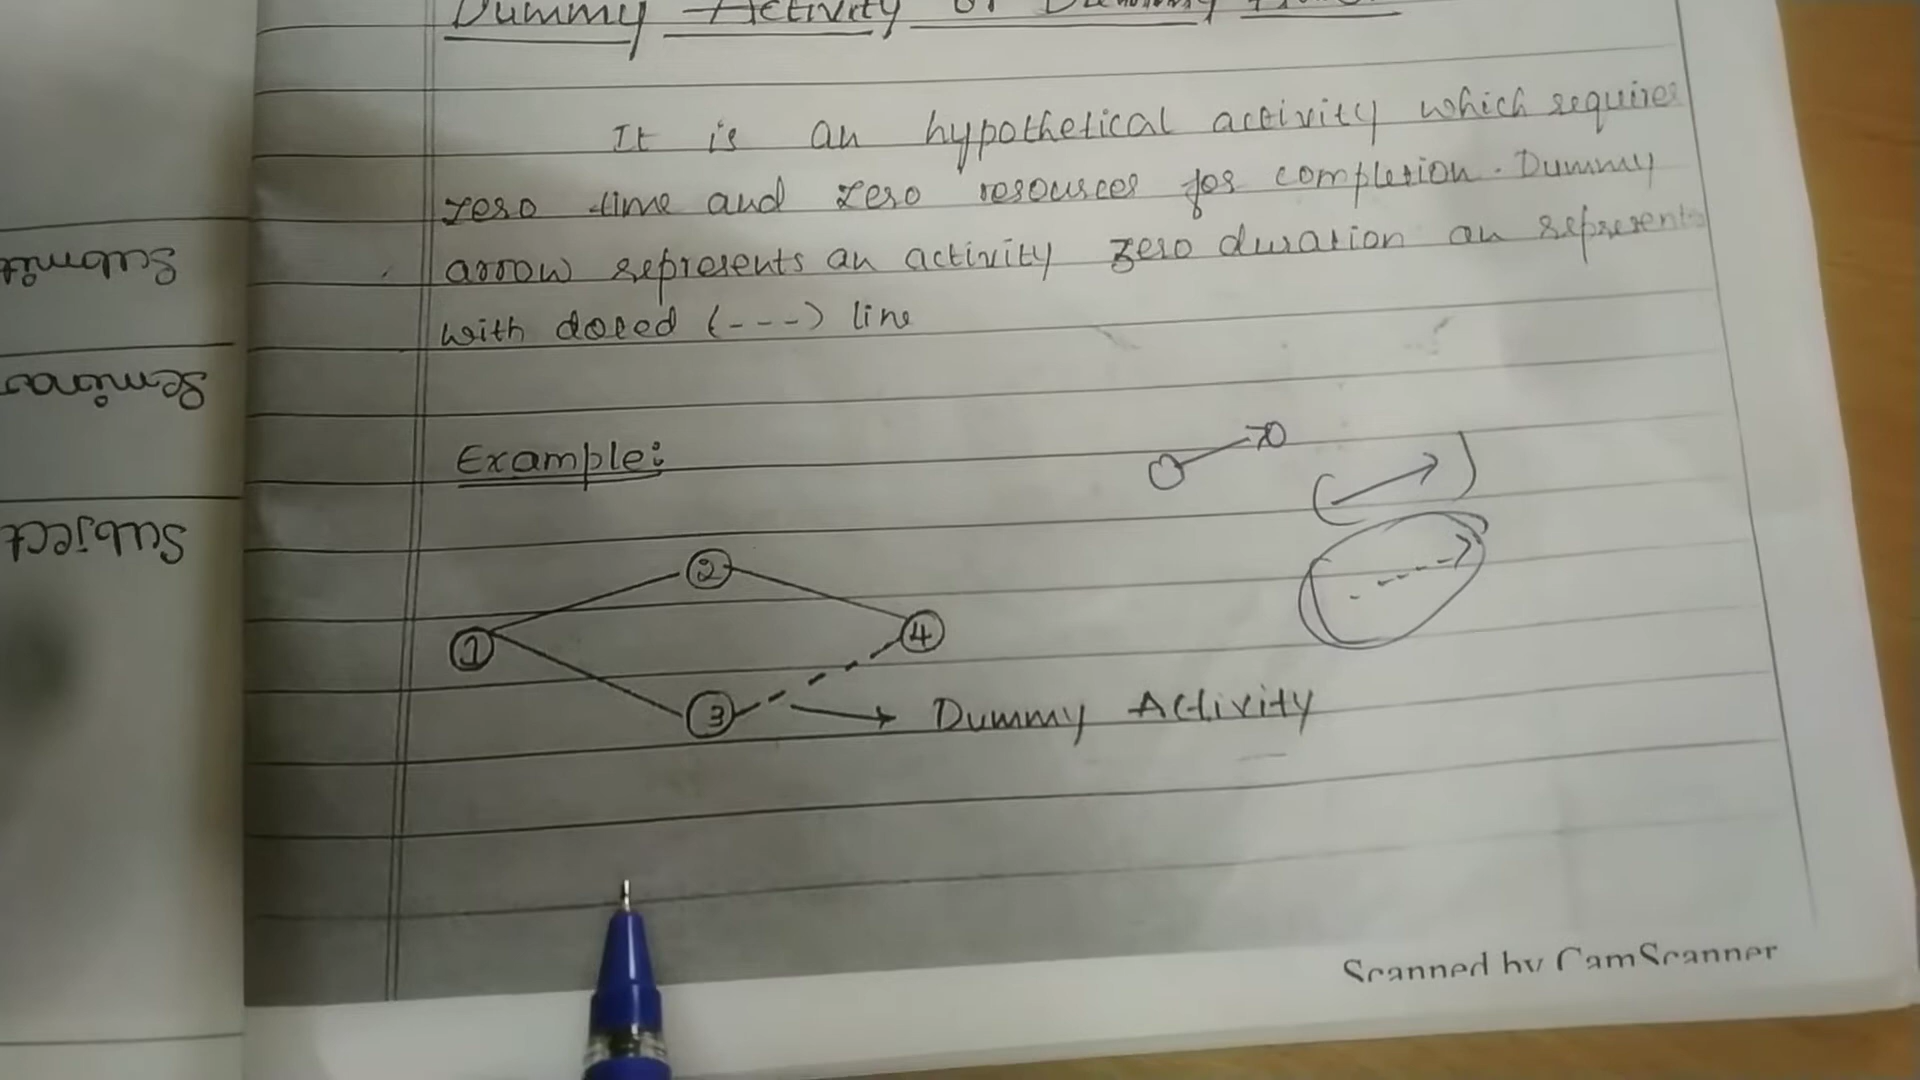 Dummy Activity or Dummy
It is an hypothetical activity which requires
zero time and zero resources for completion. Dummy
arrow represents an activity zero duration an represents
with doted (---) line
Example:
2
1
4
3
Dummy Activity
Scanned by CamScanner
Submit
Seminar
Subject